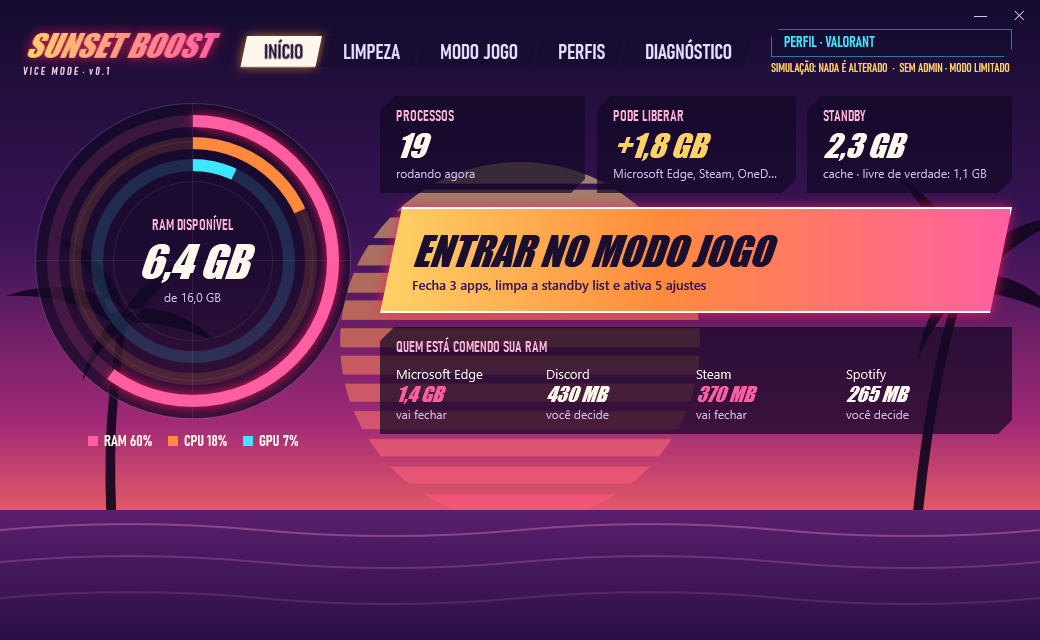 SUNSET BOOST
VICE MODE · v0.1
INÍCIO
LIMPEZA
MODO JOGO
PERFIS
DIAGNÓSTICO
PERFIL · VALORANT
SIMULAÇÃO: NADA É ALTERADO · SEM ADMIN · MODO LIMITADO
PROCESSOS
19
rodando agora
PODE LIBERAR
+1,8 GB
Microsoft Edge, Steam, OneD...
STANDBY
2,3 GB
cache · livre de verdade: 1,1 GB
RAM DISPONÍVEL
6,4 GB
de 16,0 GB
RAM 60%
CPU 18%
GPU 7%
ENTRAR NO MODO JOGO
Fecha 3 apps, limpa a standby list e ativa 5 ajustes
QUEM ESTÁ COMENDO SUA RAM
Microsoft Edge
1,4 GB
vai fechar
Discord
430 MB
você decide
Steam
370 MB
vai fechar
Spotify
265 MB
você decide